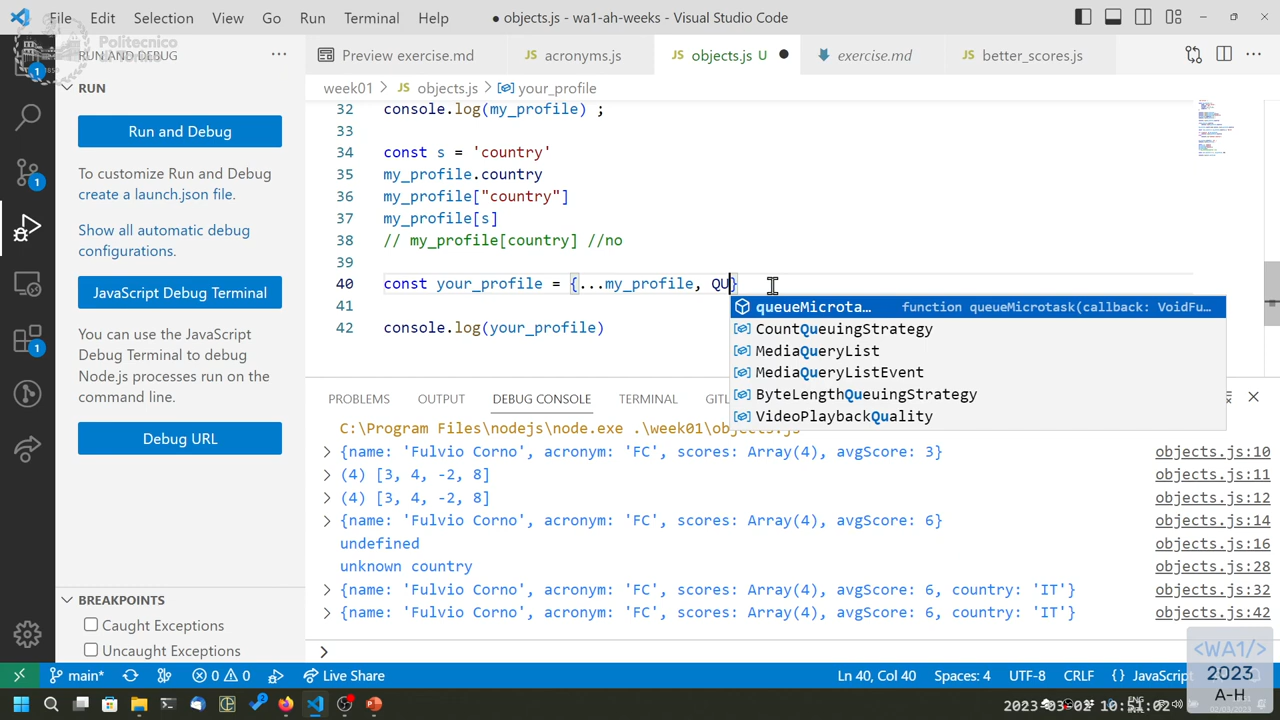 File Edit Selection View Go Run Terminal Help
● objects.js - wa1-ah-weeks - Visual Studio Code
Politecnico
RUN AND DEBUG
Preview exercise.md
JS acronyms.js
JS objects.js U
exercise.md
JS better_scores.js
week01 > JS objects.js > your_profile
RUN
Run and Debug
To customize Run and Debug
create a launch.json file.
Show all automatic debug
configurations.
JavaScript Debug Terminal
You can use the JavaScript
Debug Terminal to debug
Node.js processes run on the
command line.
Debug URL
BREAKPOINTS
Caught Exceptions
Uncaught Exceptions
1
1
1
32 console.log(my_profile) ;
33
34 const s = 'country'
35 my_profile.country
36 my_profile["country"]
37 my_profile[s]
38 // my_profile[country] //no
39
40 const your_profile = {...my_profile, QU}
41
42 console.log(your_profile)
queueMicrota… function queueMicrotask(callback: VoidFu...
CountQueuingStrategy
MediaQueryList
MediaQueryListEvent
ByteLengthQueuingStrategy
VideoPlaybackQuality
PROBLEMS OUTPUT DEBUG CONSOLE TERMINAL GITL
C:\Program Files\nodejs\node.exe .\week01\objects.js
> {name: 'Fulvio Corno', acronym: 'FC', scores: Array(4), avgScore: 3} objects.js:10
> (4) [3, 4, -2, 8] objects.js:11
> (4) [3, 4, -2, 8] objects.js:12
> {name: 'Fulvio Corno', acronym: 'FC', scores: Array(4), avgScore: 6} objects.js:14
undefined objects.js:16
unknown country objects.js:28
> {name: 'Fulvio Corno', acronym: 'FC', scores: Array(4), avgScore: 6, country: 'IT'} objects.js:32
> {name: 'Fulvio Corno', acronym: 'FC', scores: Array(4), avgScore: 6, country: 'IT'} objects.js:42
>
<WA1/>
2023
A-H
main* 0 0 Live Share
Ln 40, Col 40 Spaces: 4 UTF-8 CRLF {} JavaScript
2023-03-02 10:51:02